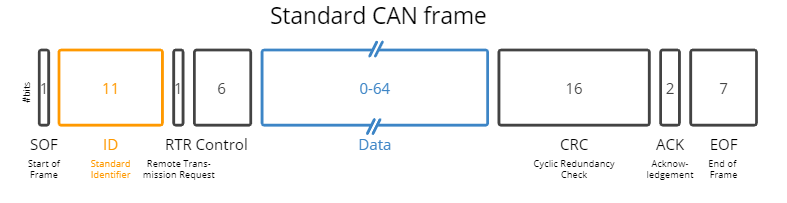 Standard CAN frame
#bits
1 11 1 6 0-64 16 2 7
SOF ID RTR Control Data CRC ACK EOF
Start of Frame
Standard Identifier
Remote Trans-
mission Request
Cyclic Redundancy
Check
Acknow-
ledgement
End of
Frame